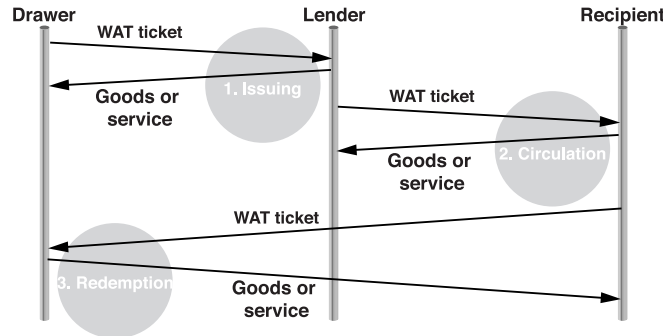 Drawer Lender Recipient
WAT ticket
1. Issuing
Goods or
service
WAT ticket
2. Circulation
Goods or
service
WAT ticket
3. Redemption
Goods or
service